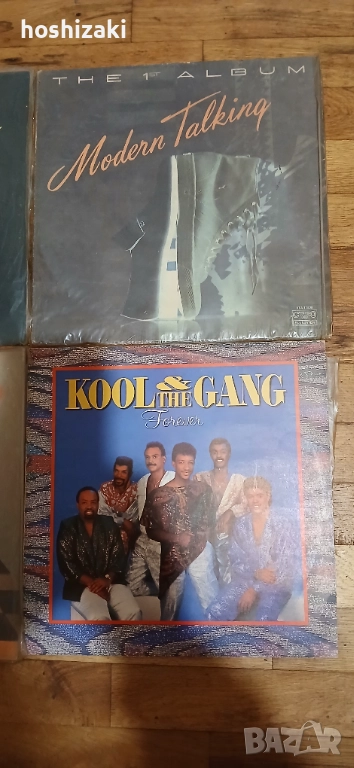 hoshizaki
THE 1ST ALBUM
Modern Talking
KOOL & THE GANG
Forever
BAZAR